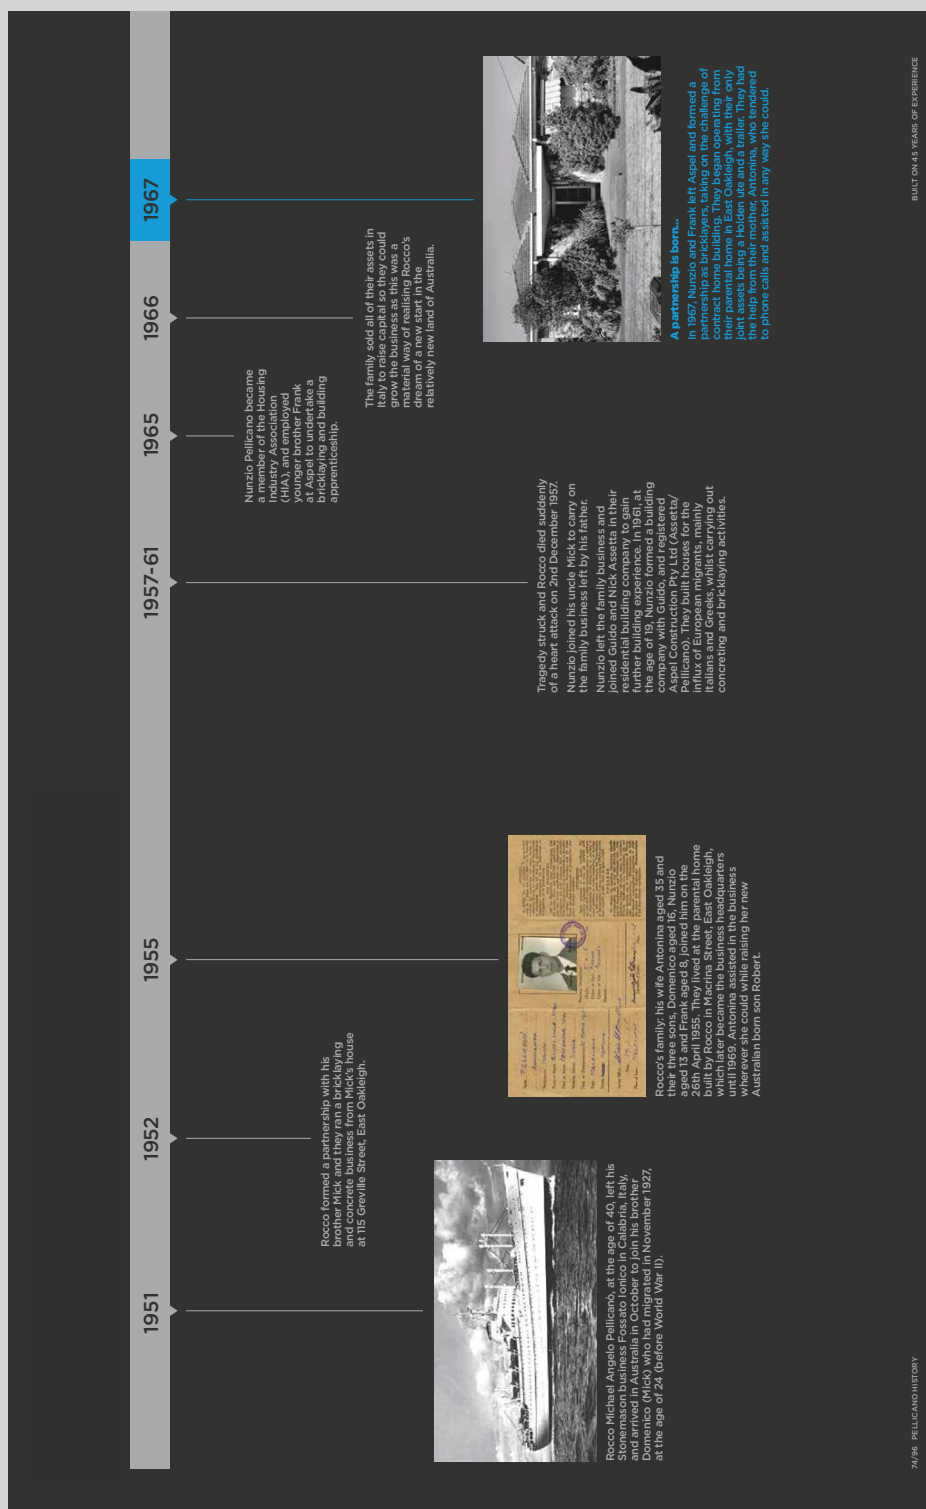 1951
Rocco Michael Angelo Pellicanò, at the age of 40, left his
Stonemason business Fossato Ionico in Calabria, Italy,
and arrived in Australia in October to join his brother
Domenico (Mick) who had migrated in November 1927,
at the age of 24 (before World War II).
1952
Rocco formed a partnership with his
brother Mick and they ran a bricklaying
and concrete business from Mick's house
at 115 Greville Street, East Oakleigh.
1955
Rocco's family: his wife Antonina aged 35 and
their three sons, Domenico aged 16, Nunzio
aged 13 and Frank aged 8, joined him on the
26th April 1955. They lived at the parental home
built by Rocco in Macrina Street, East Oakleigh,
which later became the business headquarters
until 1969. Antonina assisted in the business
wherever she could while raising her new
Australian born son Robert.
1957-61
Tragedy struck and Rocco died suddenly
of a heart attack on 2nd December 1957.
Nunzio joined his uncle Mick to carry on
the family business left by his father.
Nunzio left the family business and
joined Guido and Nick Assetta in their
residential building company to gain
further building experience. In 1961, at
the age of 19, Nunzio formed a building
company with Guido, and registered
Aspel Construction Pty Ltd (Assetta/
Pellicano). They built houses for the
influx of European migrants, mainly
Italians and Greeks, whilst carrying out
concreting and bricklaying activities.
1965
Nunzio Pellicano became
a member of the Housing
Industry Association
(HIA), and employed
younger brother Frank
at Aspel to undertake a
bricklaying and building
apprenticeship.
1966
The family sold all of their assets in
Italy to raise capital so they could
grow the business as this was a
material way of realising Rocco's
dream of a new start in the
relatively new land of Australia.
1967
A partnership is born...
In 1967, Nunzio and Frank left Aspel and formed a
partnership as bricklayers, taking on the challenge of
contract home building. They began operating from
their parental home in East Oakleigh, with their only
joint assets being a Holden ute and a trailer. They had
the help from their mother, Antonina, who tendered
to phone calls and assisted in any way she could.
74/96 PELLICANO HISTORY
BUILT ON 45 YEARS OF EXPERIENCE